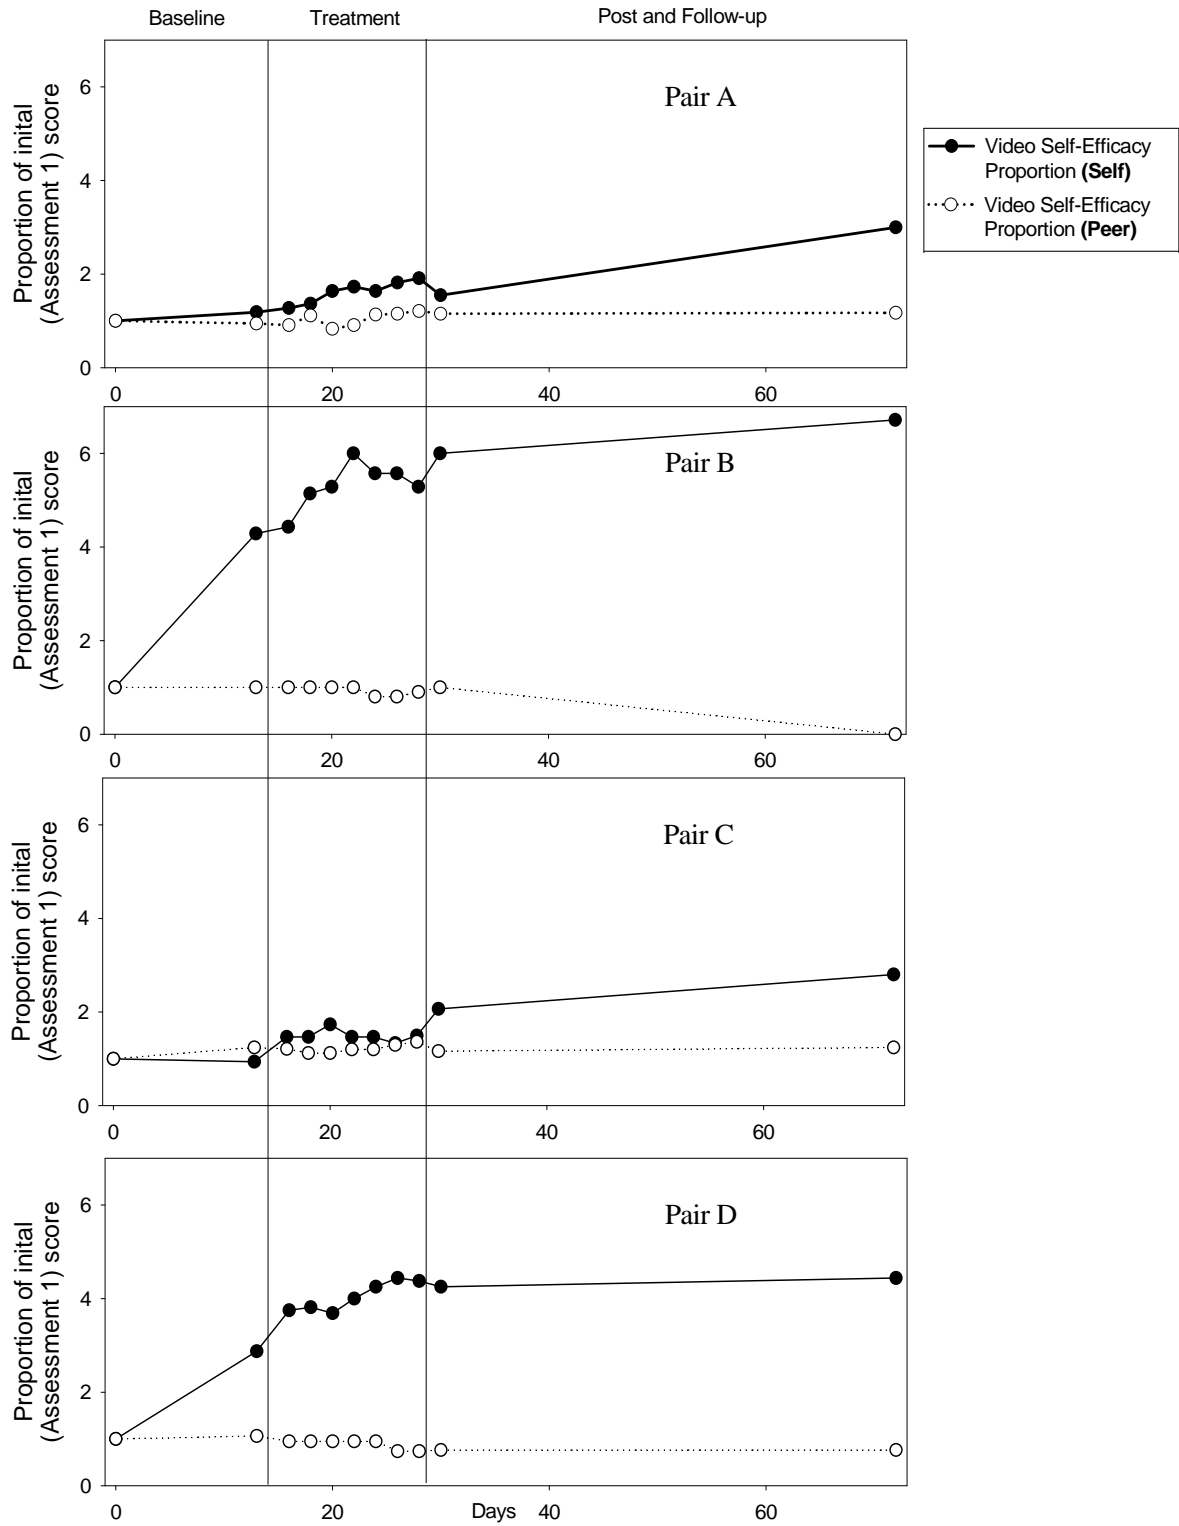 Baseline
Treatment
Post and Follow-up
Proportion of inital
(Assessment 1) score
6
4
2
0
Pair A
0
20
40
60
Video Self-Efficacy
Proportion (Self)
Video Self-Efficacy
Proportion (Peer)
Proportion of inital
(Assessment 1) score
6
4
2
0
Pair B
0
20
40
60
Proportion of inital
(Assessment 1) score
6
4
2
0
Pair C
0
20
40
60
Proportion of inital
(Assessment 1) score
6
4
2
0
Pair D
0
20
Days
40
60